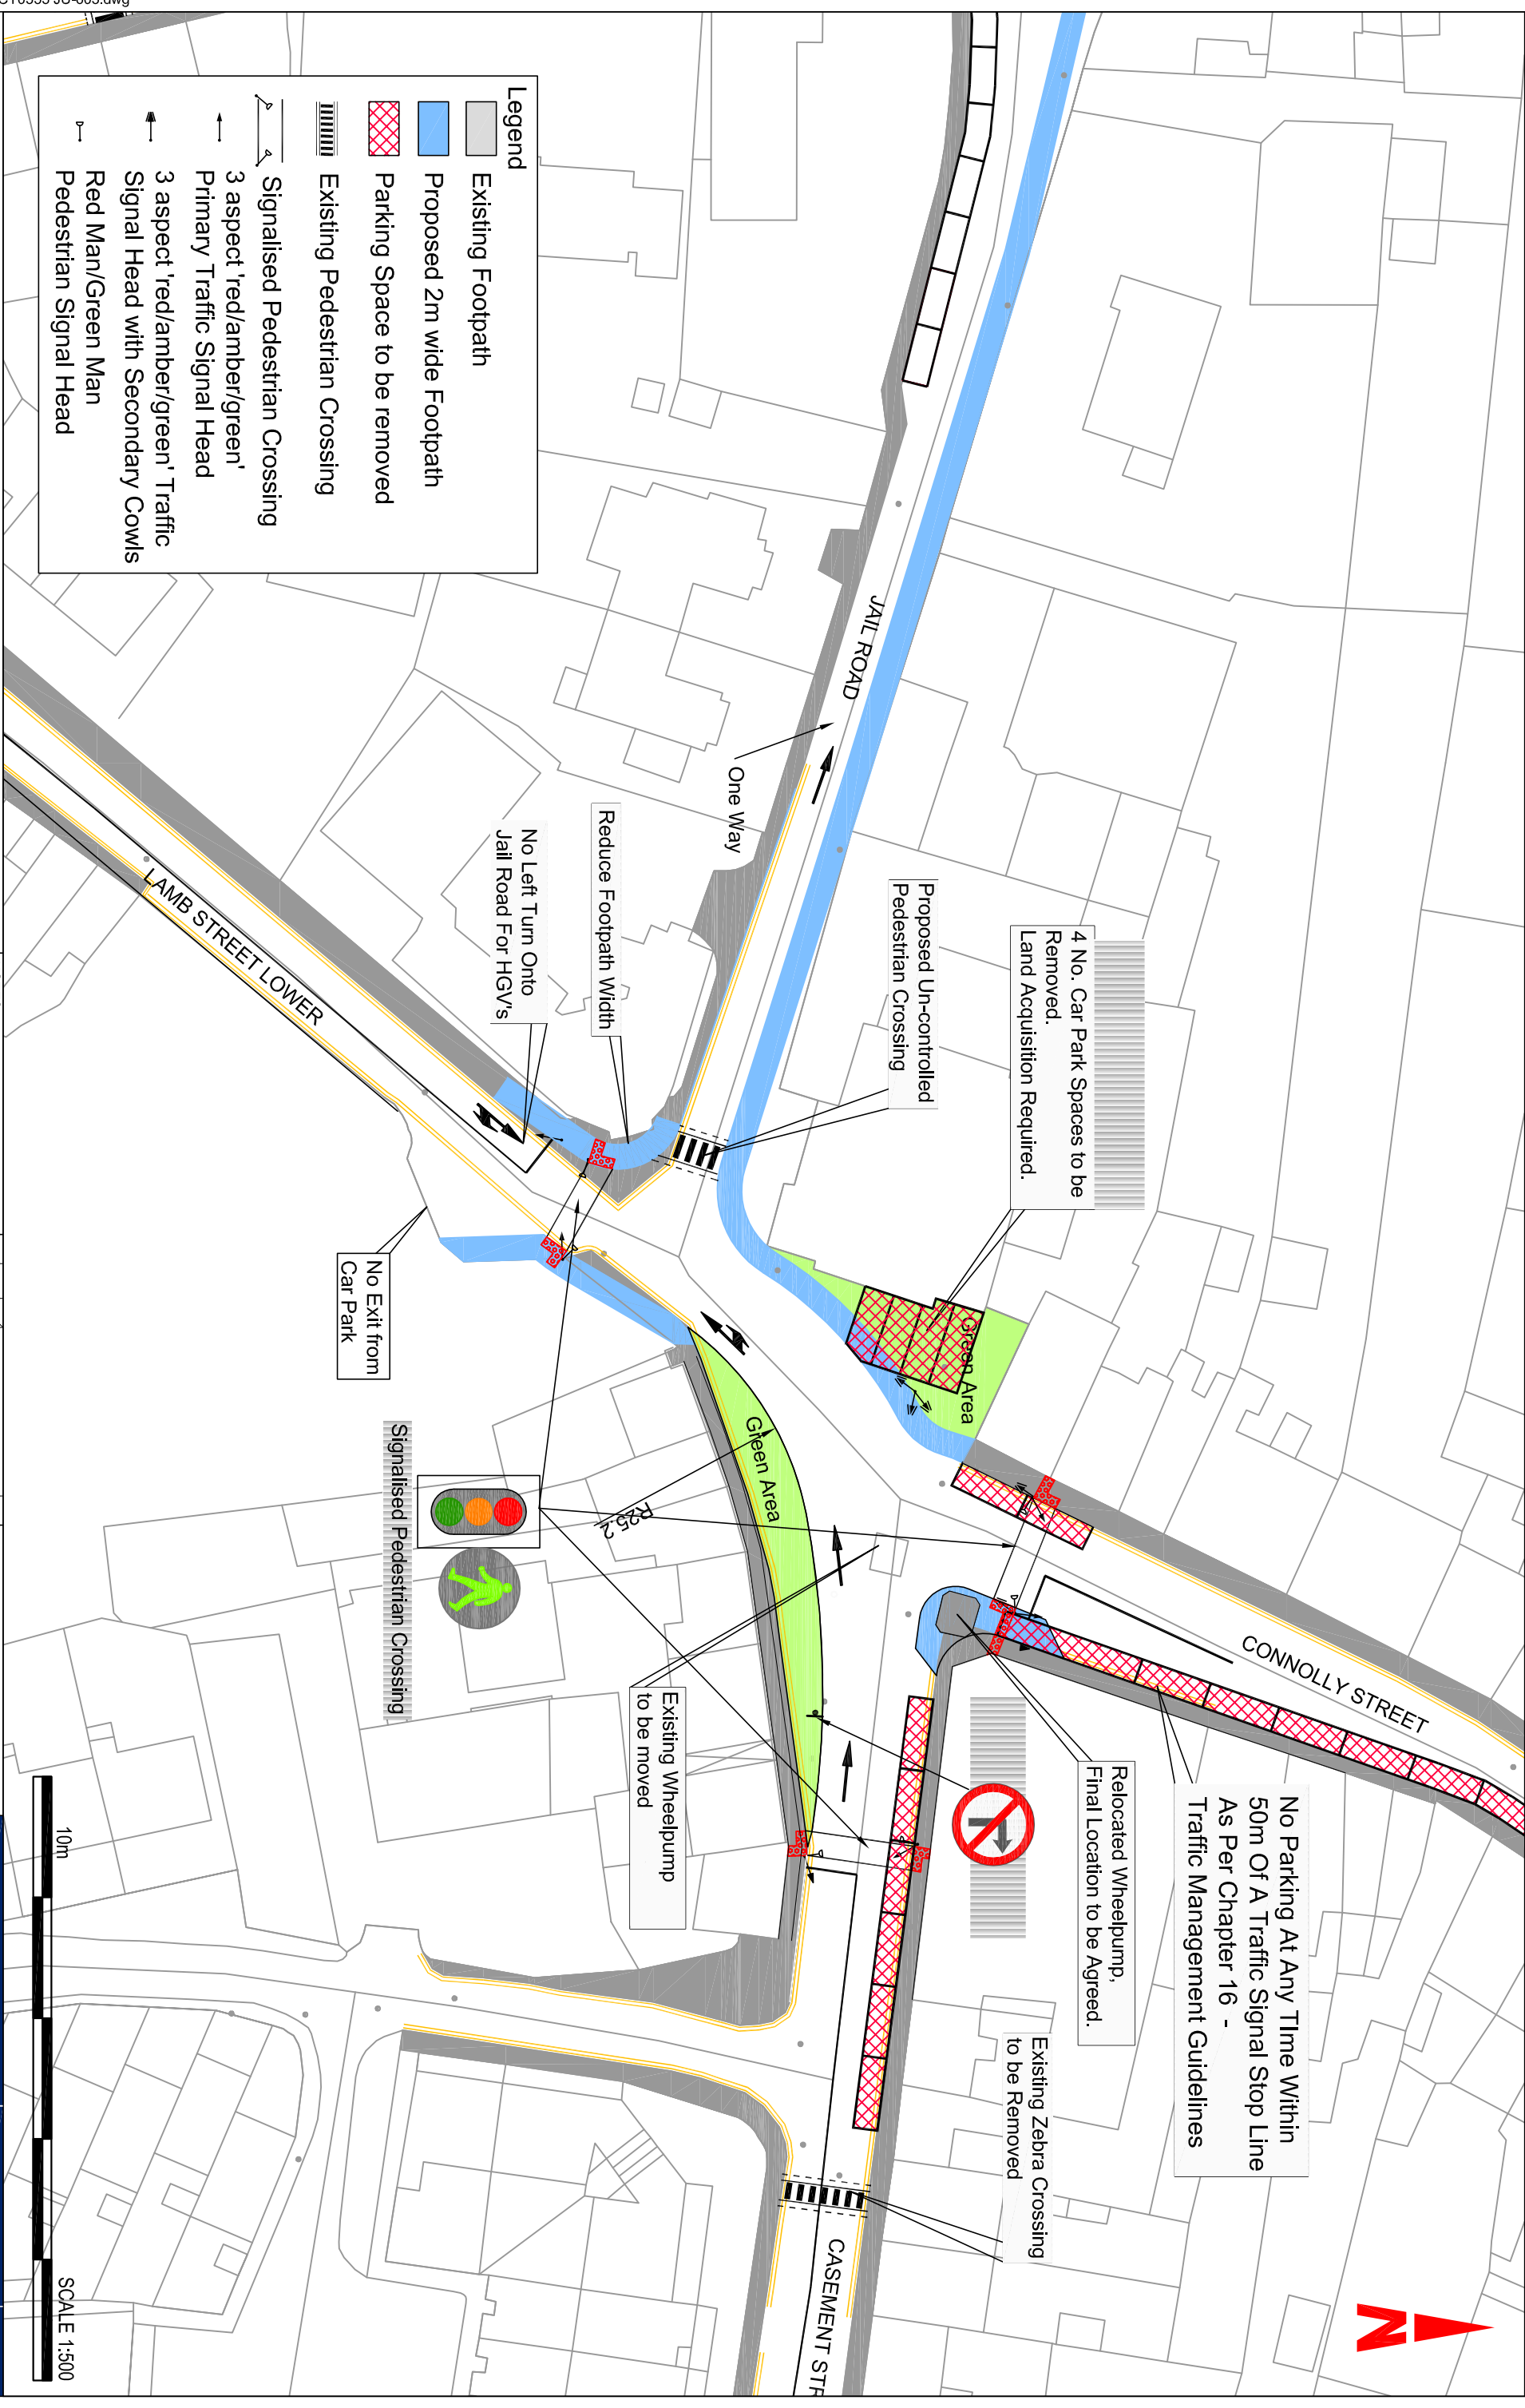 Legend
Existing Footpath
Proposed 2m wide Footpath
Parking Space to be removed
Existing Pedestrian Crossing
Signalised Pedestrian Crossing
3 aspect 'red/amber/green'
Primary Traffic Signal Head
3 aspect 'red/amber/green' Traffic
Signal Head with Secondary Cowls
Red Man/Green Man
Pedestrian Signal Head
JAIL ROAD
One Way
LAMB STREET LOWER
No Left Turn Onto
Jail Road For HGV's
Reduce Footpath Width
Proposed Un-controlled
Pedestrian Crossing
4 No. Car Park Spaces to be
Removed.
Land Acquisition Required.
Green Area
No Exit from
Car Park
Green Area
R25.2
Signalised Pedestrian Crossing
Existing Wheelpump
to be moved
CONNOLLY STREET
Relocated Wheelpump,
Final Location to be Agreed.
No Parking At Any TIme Within
50m Of A Traffic Signal Stop Line
As Per Chapter 16 -
Traffic Management Guidelines
Existing Zebra Crossing
to be Removed
CASEMENT STR
N
10m
SCALE 1:500